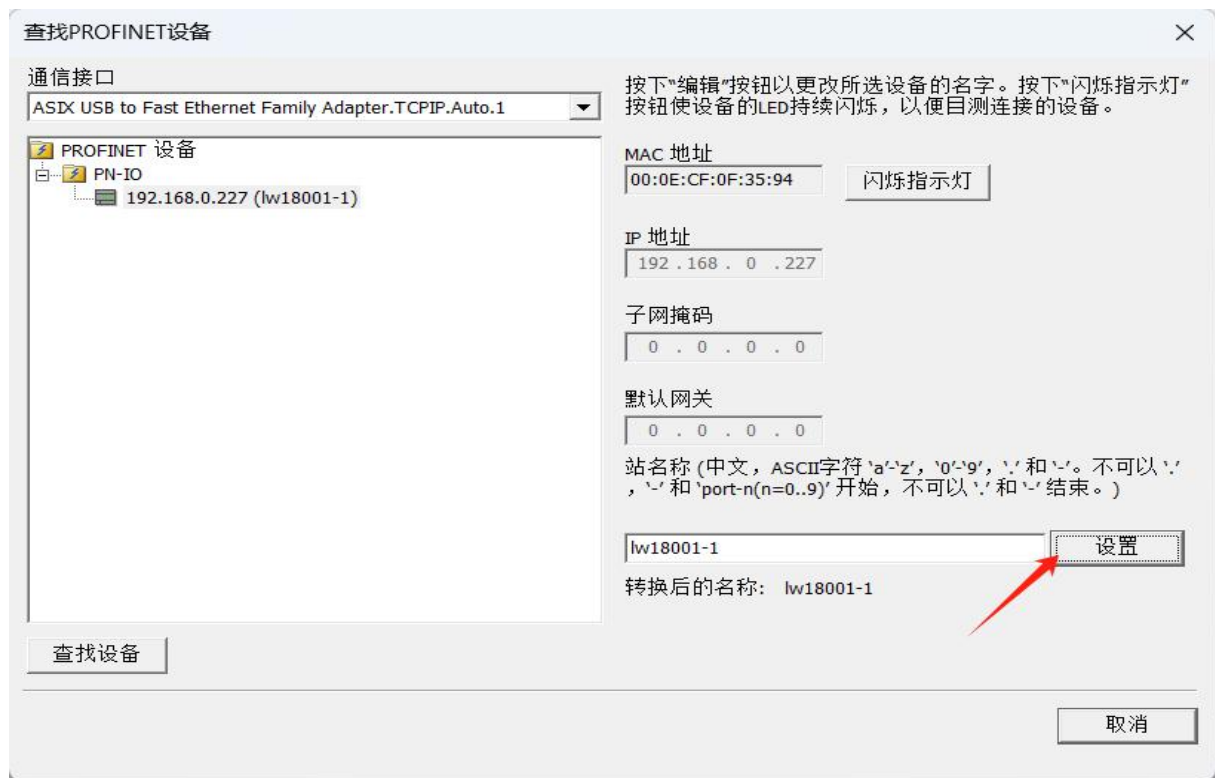 查找PROFINET设备
通信接口
ASIX USB to Fast Ethernet Family Adapter.TCPIP.Auto.1
PROFINET 设备
PN-IO
192.168.0.227 (lw18001-1)
查找设备
按下“编辑”按钮以更改所选设备的名字。按下“闪烁指示灯”
按钮使设备的LED持续闪烁，以便目测连接的设备。
MAC 地址
00:0E:CF:0F:35:94
闪烁指示灯
IP 地址
192 . 168 . 0 . 227
子网掩码
0 . 0 . 0 . 0
默认网关
0 . 0 . 0 . 0
站名称 (中文，ASCII字符 ‘a’-‘z’，‘0’-‘9’，‘.’ 和 ‘-’。不可以 ‘.’
，‘-’ 和 ‘port-n(n=0..9)’ 开始，不可以 ‘.’ 和 ‘-’ 结束。)
lw18001-1
设置
转换后的名称: lw18001-1
取消